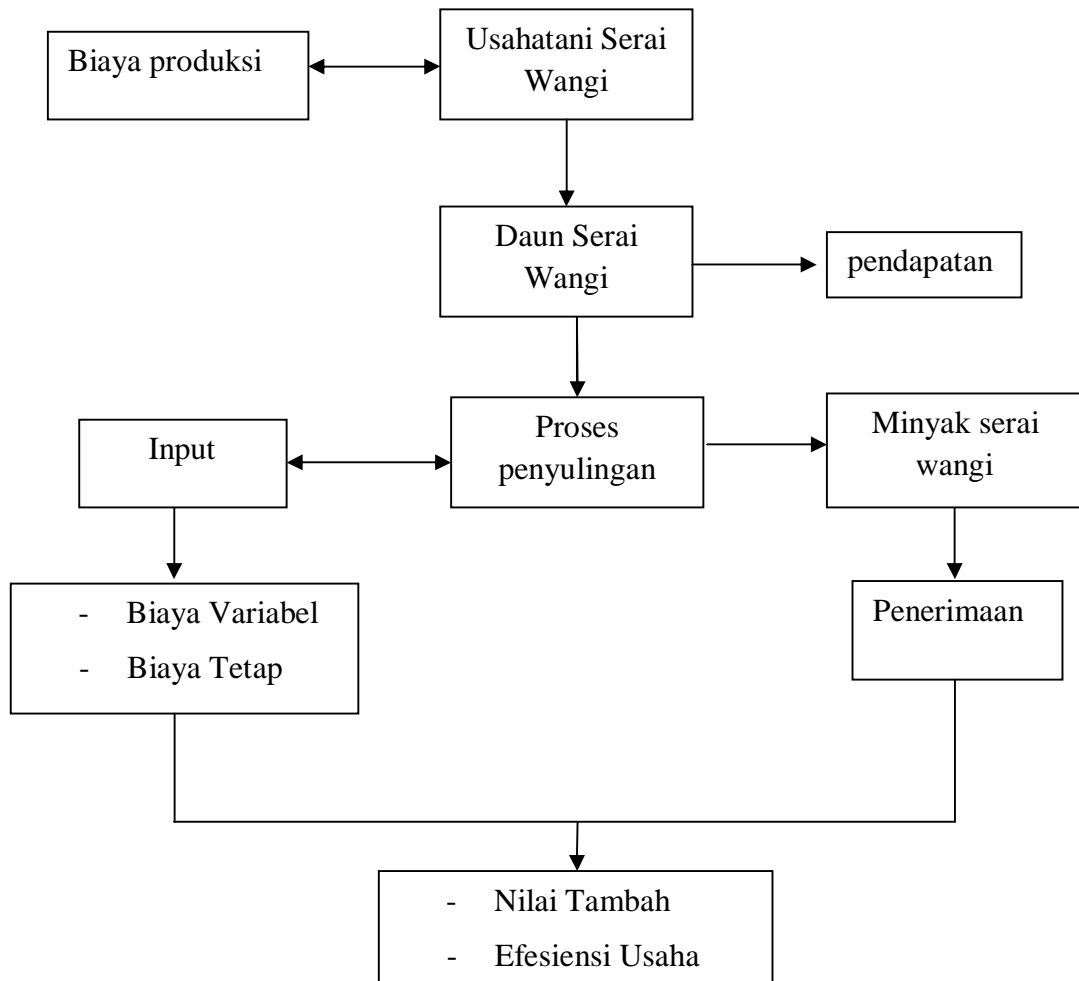 Biaya produksi
Usahatani Serai
Wangi
Daun Serai
Wangi
pendapatan
Input
Proses
penyulingan
Minyak serai
wangi
- Biaya Variabel
- Biaya Tetap
Penerimaan
- Nilai Tambah
- Efesiensi Usaha